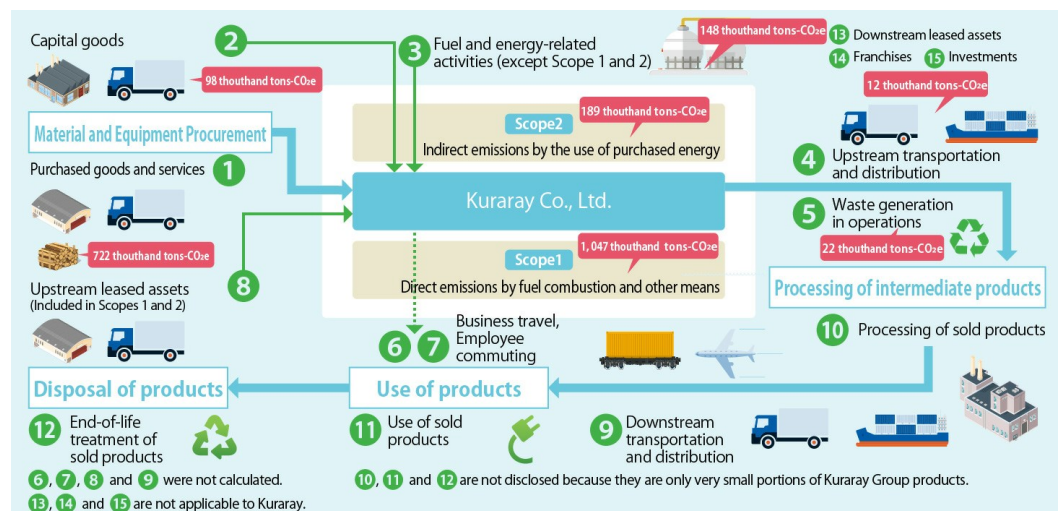 Capital goods
2
98 thouthand tons-CO2e
3 Fuel and energy-related
activities (except Scope 1 and 2)
148 thouthand tons-CO2e
13 Downstream leased assets
14 Franchises 15 Investments
12 thouthand tons-CO2e
4 Upstream transportation
and distribution
Material and Equipment Procurement
Purchased goods and services 1
722 thouthand tons-CO2e
Upstream leased assets
(Included in Scopes 1 and 2)
8
Scope2
189 thouthand tons-CO2e
Indirect emissions by the use of purchased energy
Kuraray Co., Ltd.
Scope1
1,047 thouthand tons-CO2e
Direct emissions by fuel combustion and other means
5 Waste generation
in operations
22 thouthand tons-CO2e
Processing of intermediate products
10 Processing of sold products
6 7 Business travel,
Employee
commuting
Disposal of products
Use of products
12 End-of-life
treatment of
sold products
11 Use of sold
products
9 Downstream
transportation
and distribution
6, 7, 8 and 9 were not calculated.
10, 11 and 12 are not disclosed because they are only very small portions of Kuraray Group products.
13, 14 and 15 are not applicable to Kuraray.